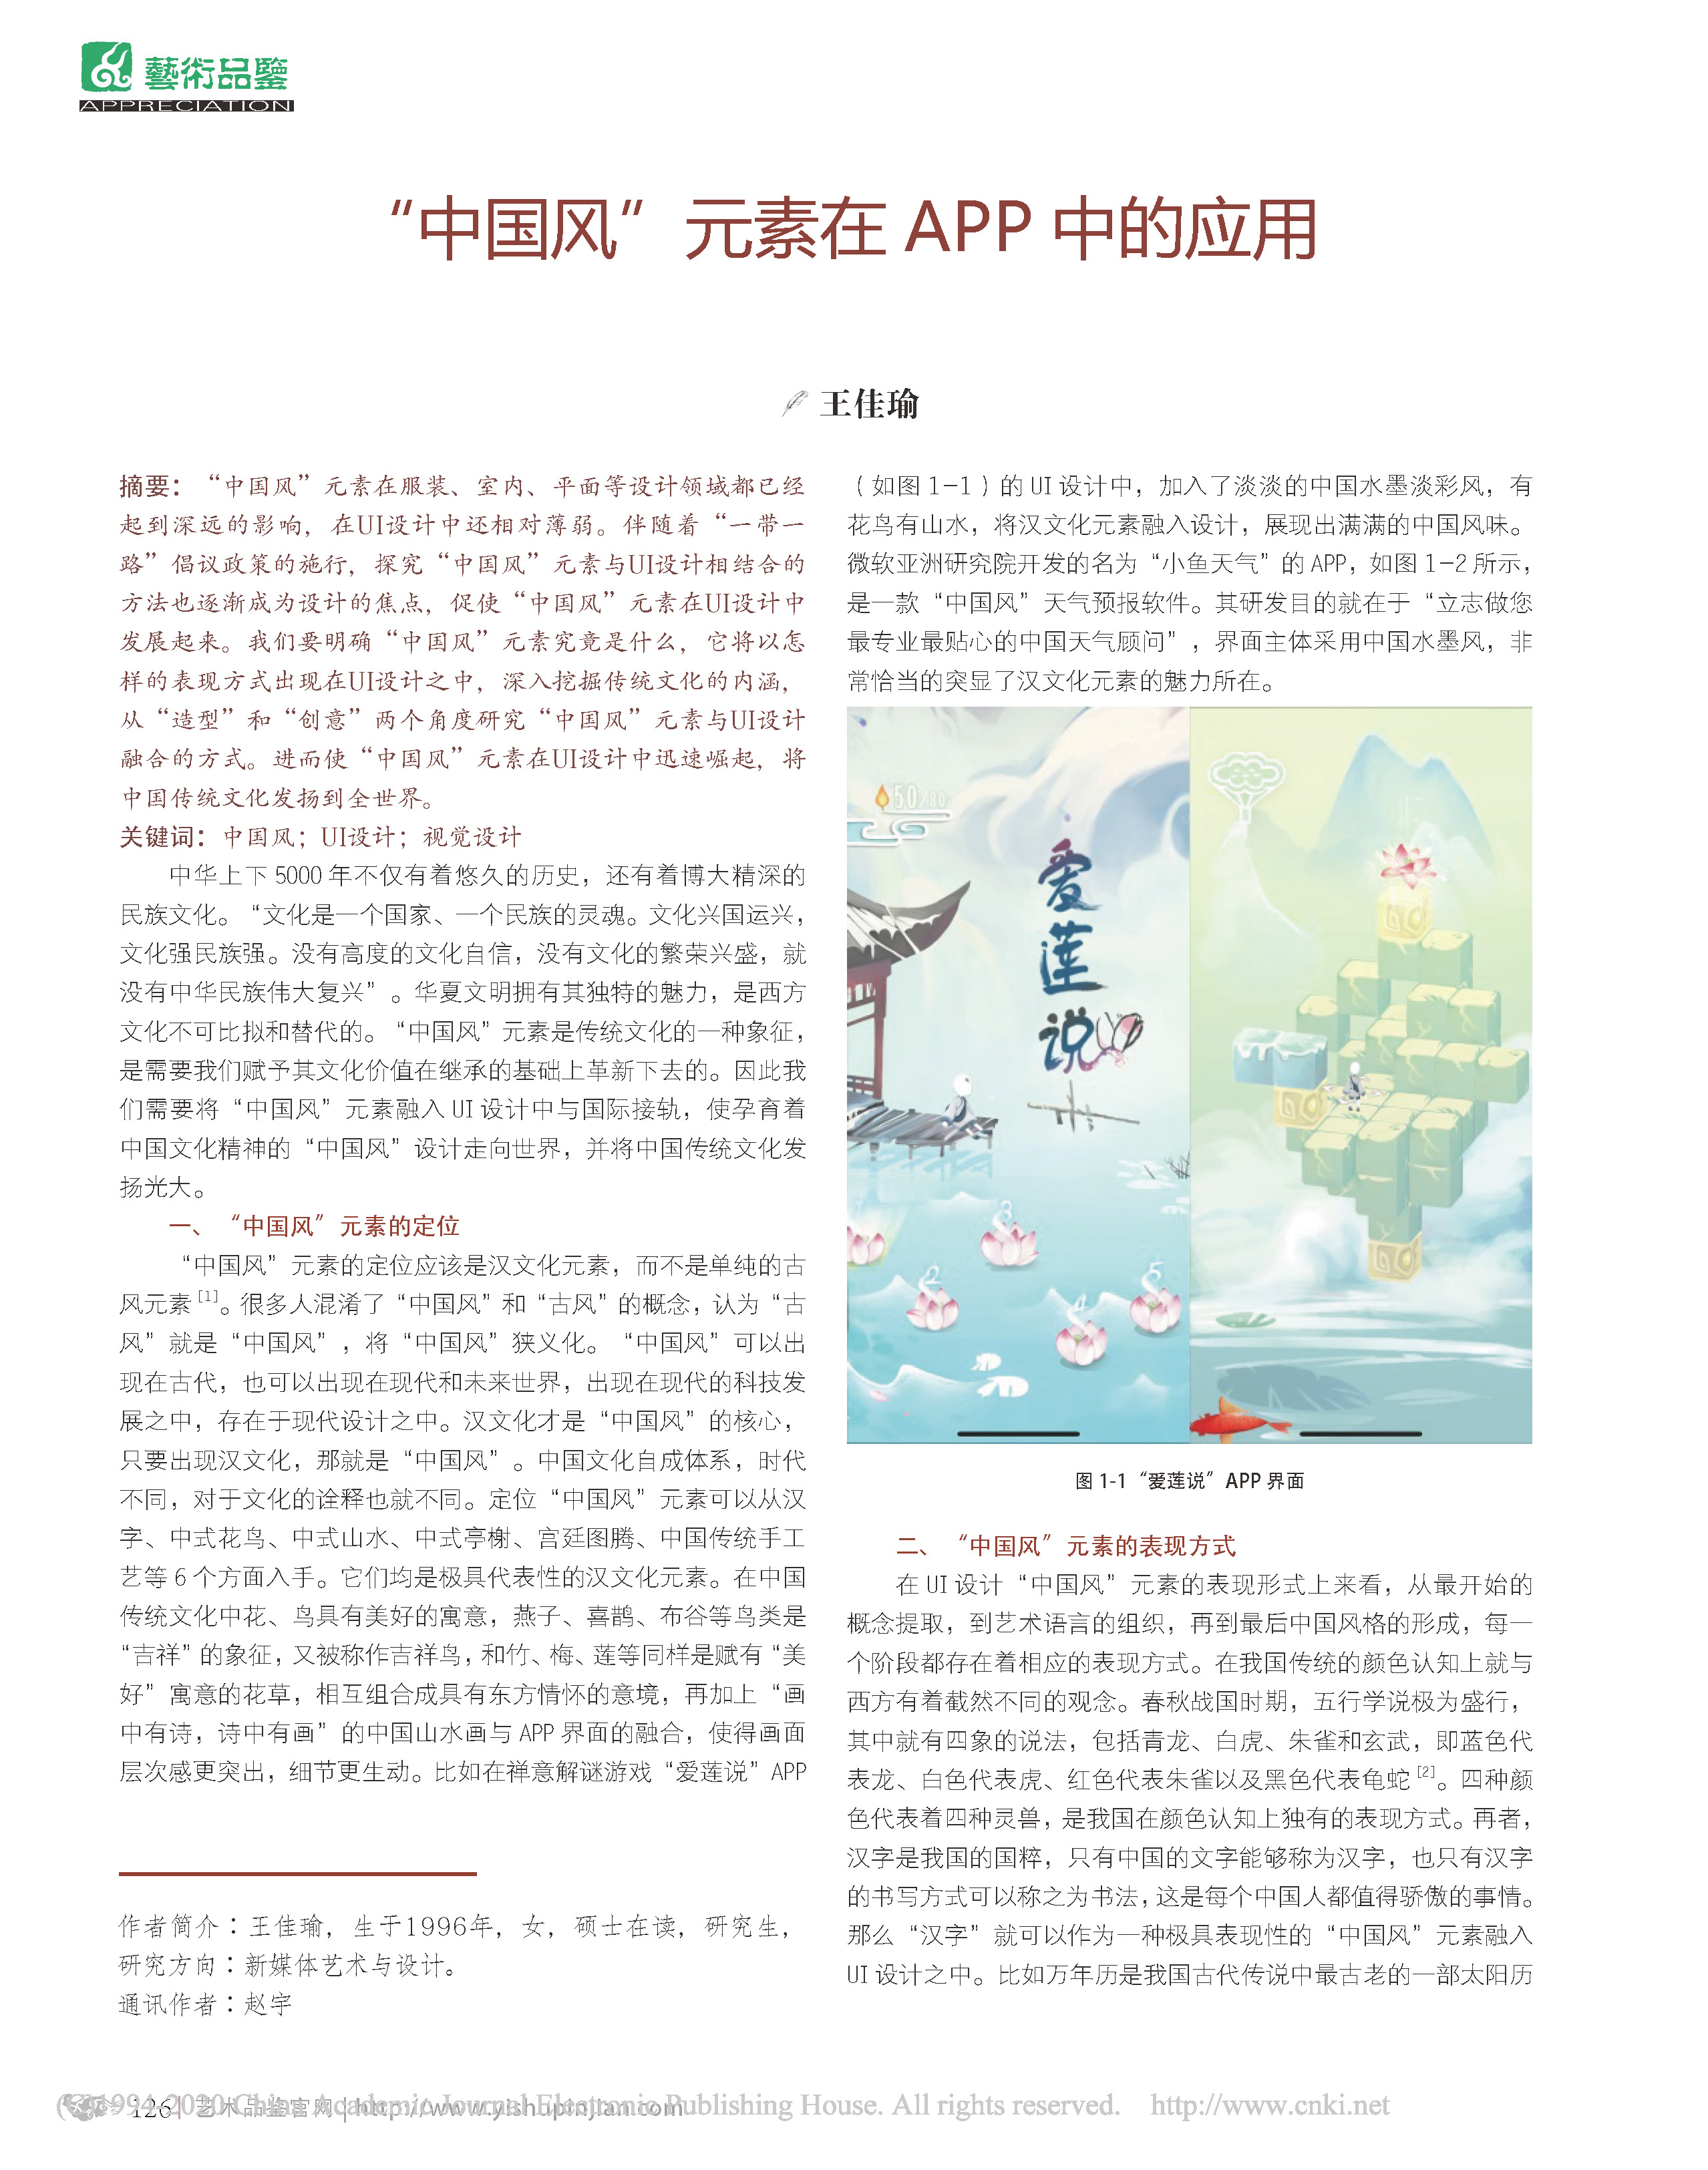 藝術品鑒
APPRECIATION
“中国风”元素在 APP 中的应用
王佳瑜
摘要：“中国风”元素在服装、室内、平面等设计领域都已经
起到深远的影响，在UI设计中还相对薄弱。伴随着“一带一
路”倡议政策的施行，探究“中国风”元素与UI设计相结合的
方法也逐渐成为设计的焦点，促使“中国风”元素在UI设计中
发展起来。我们要明确“中国风”元素究竟是什么，它将以怎
样的表现方式出现在UI设计之中，深入挖掘传统文化的内涵，
从“造型”和“创意”两个角度研究“中国风”元素与UI设计
融合的方式。进而使“中国风”元素在UI设计中迅速崛起，将
中国传统文化发扬到全世界。
关键词：中国风；UI设计；视觉设计
中华上下 5000 年不仅有着悠久的历史，还有着博大精深的
民族文化。“文化是一个国家、一个民族的灵魂。文化兴国运兴，
文化强民族强。没有高度的文化自信，没有文化的繁荣兴盛，就
没有中华民族伟大复兴”。华夏文明拥有其独特的魅力，是西方
文化不可比拟和替代的。“中国风”元素是传统文化的一种象征，
是需要我们赋予其文化价值在继承的基础上革新下去的。因此我
们需要将“中国风”元素融入 UI 设计中与国际接轨，使孕育着
中国文化精神的“中国风”设计走向世界，并将中国传统文化发
扬光大。
一、“中国风”元素的定位
“中国风”元素的定位应该是汉文化元素，而不是单纯的古
风元素[1]。很多人混淆了“中国风”和“古风”的概念，认为“古
风”就是“中国风”，将“中国风”狭义化。“中国风”可以出
现在古代，也可以出现在现代和未来世界，出现在现代的科技发
展之中，存在于现代设计之中。汉文化才是“中国风”的核心，
只要出现汉文化，那就是“中国风”。中国文化自成体系，时代
不同，对于文化的诠释也就不同。定位“中国风”元素可以从汉
字、中式花鸟、中式山水、中式亭榭、宫廷图腾、中国传统手工
艺等 6 个方面入手。它们均是极具代表性的汉文化元素。在中国
传统文化中花、鸟具有美好的寓意，燕子、喜鹊、布谷等鸟类是
“吉祥”的象征，又被称作吉祥鸟，和竹、梅、莲等同样是赋有“美
好”寓意的花草，相互组合成具有东方情怀的意境，再加上“画
中有诗，诗中有画”的中国山水画与 APP 界面的融合，使得画面
层次感更突出，细节更生动。比如在禅意解谜游戏“爱莲说”APP
作者简介：王佳瑜，生于1996年，女，硕士在读，研究生，
研究方向：新媒体艺术与设计。
通讯作者：赵宇
（如图 1-1）的 UI 设计中，加入了淡淡的中国水墨淡彩风，有
花鸟有山水，将汉文化元素融入设计，展现出满满的中国风味。
微软亚洲研究院开发的名为“小鱼天气”的 APP，如图 1-2 所示，
是一款“中国风”天气预报软件。其研发目的就在于“立志做您
最专业最贴心的中国天气顾问”，界面主体采用中国水墨风，非
常恰当的突显了汉文化元素的魅力所在。
50/80
爱
莲
说
3
2
5
4
图 1-1“爱莲说”APP 界面
二、“中国风”元素的表现方式
在 UI 设计“中国风”元素的表现形式上来看，从最开始的
概念提取，到艺术语言的组织，再到最后中国风格的形成，每一
个阶段都存在着相应的表现方式。在我国传统的颜色认知上就与
西方有着截然不同的观念。春秋战国时期，五行学说极为盛行，
其中就有四象的说法，包括青龙、白虎、朱雀和玄武，即蓝色代
表龙、白色代表虎、红色代表朱雀以及黑色代表龟蛇[2]。四种颜
色代表着四种灵兽，是我国在颜色认知上独有的表现方式。再者，
汉字是我国的国粹，只有中国的文字能够称为汉字，也只有汉字
的书写方式可以称之为书法，这是每个中国人都值得骄傲的事情。
那么“汉字”就可以作为一种极具表现性的“中国风”元素融入
UI 设计之中。比如万年历是我国古代传说中最古老的一部太阳历
126 | 艺术品鉴官网 | http://www.yishupinjian.com
(C)1994-2020 China Academic Journal Electronic Publishing House. All rights reserved. http://www.cnki.net